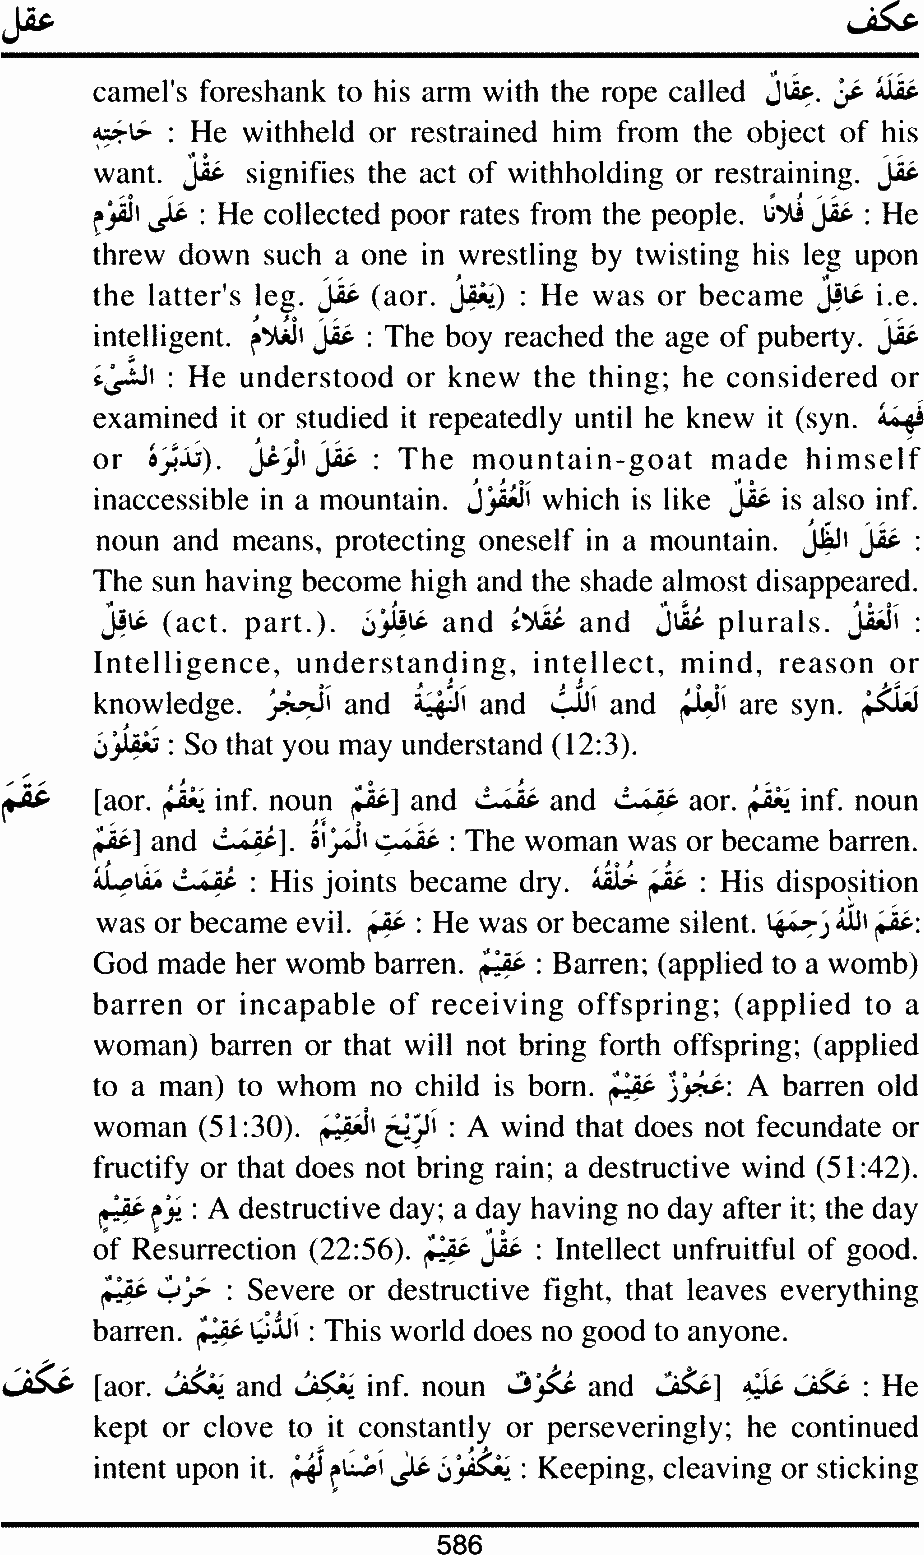 عقل عكف
camel's foreshank to his arm with the rope called عِقَالٌ. عَقَلَهُ عَنْ
حَاجَتِهِ : He withheld or restrained him from the object of his
want. عَقْلٌ signifies the act of withholding or restraining. عَقَلَ
عَلَى الْقَوْمِ : He collected poor rates from the people. عَقَلَ فُلَانًا : He
threw down such a one in wrestling by twisting his leg upon
the latter's leg. عَقَلَ (aor. يَعْقِلُ) : He was or became عَاقِلٌ i.e.
intelligent. عَقَلَ الْغُلَامُ : The boy reached the age of puberty. عَقَلَ
الشَّيْءَ : He understood or knew the thing; he considered or
examined it or studied it repeatedly until he knew it (syn. فَهِمَهُ
or تَدَبَّرَهُ). عَقَلَ الْوَعْلُ : The mountain-goat made himself
inaccessible in a mountain. اَلْعُقُوْلُ which is like عَقْلٌ is also inf.
noun and means, protecting oneself in a mountain. عَقَلَ الظِّلُّ :
The sun having become high and the shade almost disappeared.
عَاقِلٌ (act. part.). عَاقِلُوْنَ and عُقَلَاءُ and عُقَّالٌ plurals. اَلْعَقْلُ :
Intelligence, understanding, intellect, mind, reason or
knowledge. اَلْحِجْرُ and اَلنُّهْيَةُ and اَللُّبُّ and اَلْعِلْمُ are syn. لَعَلَّكُمْ
تَعْقِلُوْنَ : So that you may understand (12:3).
عَقَمَ [aor. يَعْقُمُ inf. noun عَقْمٌ] and عَقُمَتْ and عَقِمَتْ aor. يَعْقَمُ inf. noun
عَقَمٌ] and عُقِمَتْ]. عَقَمَتِ الْمَرْأَةُ : The woman was or became barren.
عُقِمَتْ مَفَاصِلُهُ : His joints became dry. عَقُمَ خُلْقُهُ : His disposition
was or became evil. عَقِمَ : He was or became silent. عَقَمَ اللّٰهُ رَحِمَهَا:
God made her womb barren. عَقِيْمٌ : Barren; (applied to a womb)
barren or incapable of receiving offspring; (applied to a
woman) barren or that will not bring forth offspring; (applied
to a man) to whom no child is born. عَجُوْزٌ عَقِيْمٌ: A barren old
woman (51:30). اَلرِّيْحَ الْعَقِيْمَ : A wind that does not fecundate or
fructify or that does not bring rain; a destructive wind (51:42).
يَوْمٍ عَقِيْمٍ : A destructive day; a day having no day after it; the day
of Resurrection (22:56). عَقْلٌ عَقِيْمٌ : Intellect unfruitful of good.
حَرْبٌ عَقِيْمٌ : Severe or destructive fight, that leaves everything
barren. اَلدُّنْيَا عَقِيْمٌ : This world does no good to anyone.
عَكَفَ [aor. يَعْكُفُ and يَعْكِفُ inf. noun عُكُوْفٌ and عَكْفٌ] عَكَفَ عَلَيْهِ : He
kept or clove to it constantly or perseveringly; he continued
intent upon it. يَعْكُفُوْنَ عَلَى اَصْنَامٍ لَّهُمْ : Keeping, cleaving or sticking
586